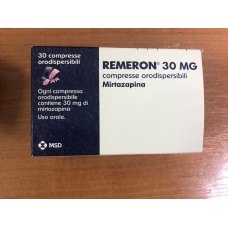 30 compresse
orodispersibili
Ogni compressa
orodispersibile
contiene 30 mg di
mirtazapina
Uso orale.
MSD
REMERON® 30 MG
compresse orodispersibili
Mirtazapina